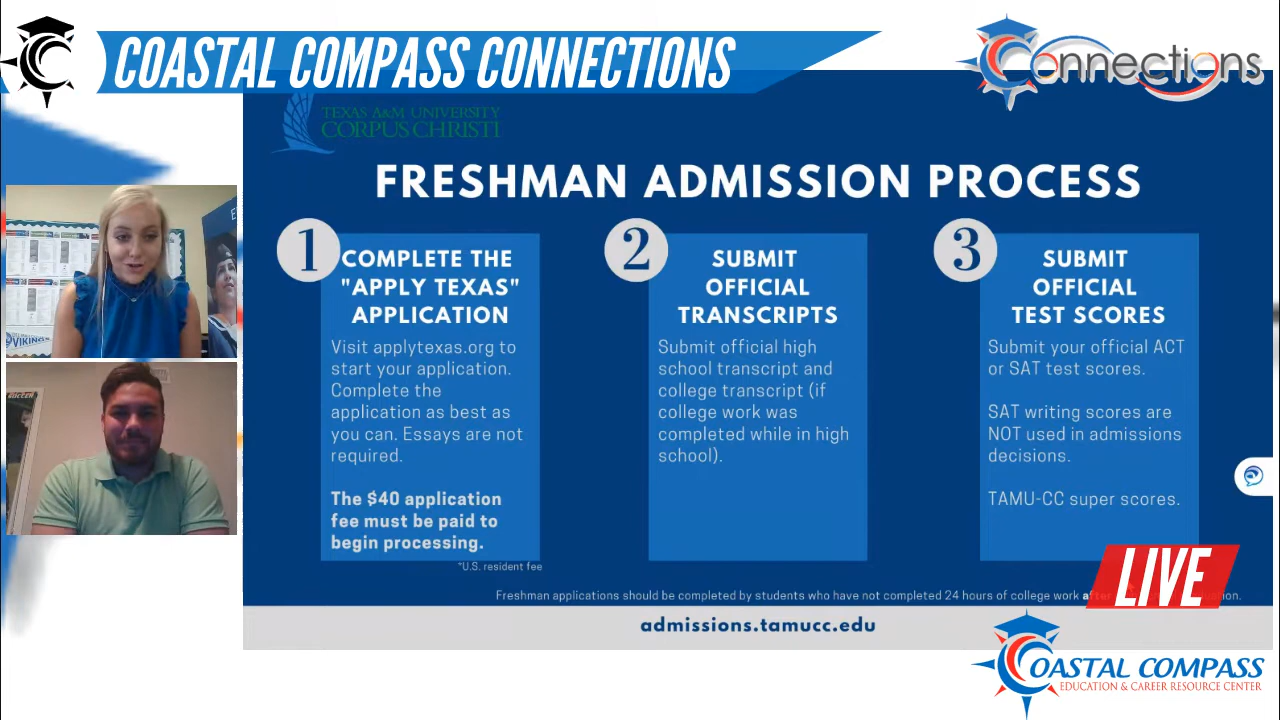 COASTAL COMPASS CONNECTIONS
Connections
TEXAS A&M UNIVERSITY
CORPUS CHRISTI
FRESHMAN ADMISSION PROCESS
1
COMPLETE THE
"APPLY TEXAS"
APPLICATION
Visit applytexas.org to
start your application.
Complete the
application as best as
you can. Essays are not
required.
The $40 application
fee must be paid to
begin processing.
*U.S. resident fee
2
SUBMIT
OFFICIAL
TRANSCRIPTS
Submit official high
school transcript and
college transcript (if
college work was
completed while in high
school).
3
SUBMIT
OFFICIAL
TEST SCORES
Submit your official ACT
or SAT test scores.
SAT writing scores are
NOT used in admissions
decisions.
TAMU-CC super scores.
VIKINGS
Freshman applications should be completed by students who have not completed 24 hours of college work
LIVE
admissions.tamucc.edu
COASTAL COMPASS
EDUCATION & CAREER RESOURCE CENTER